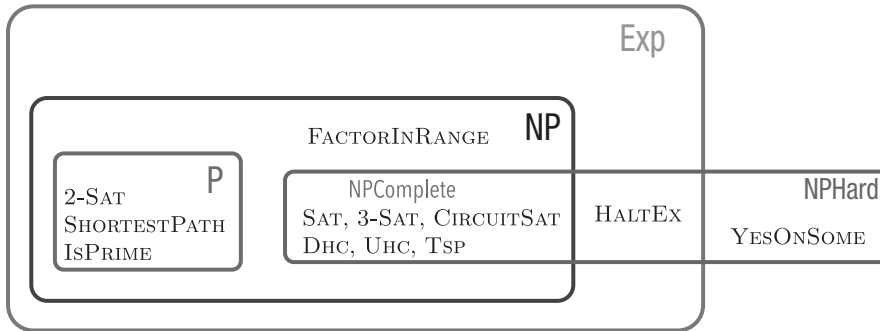 Exp
FACTORINRANGE NP
P
2-SAT
SHORTESTPATH
ISPRIME
NPComplete
SAT, 3-SAT, CIRCUITSAT
DHC, UHC, TSP
HALTEX
NPHard
YESONSOME